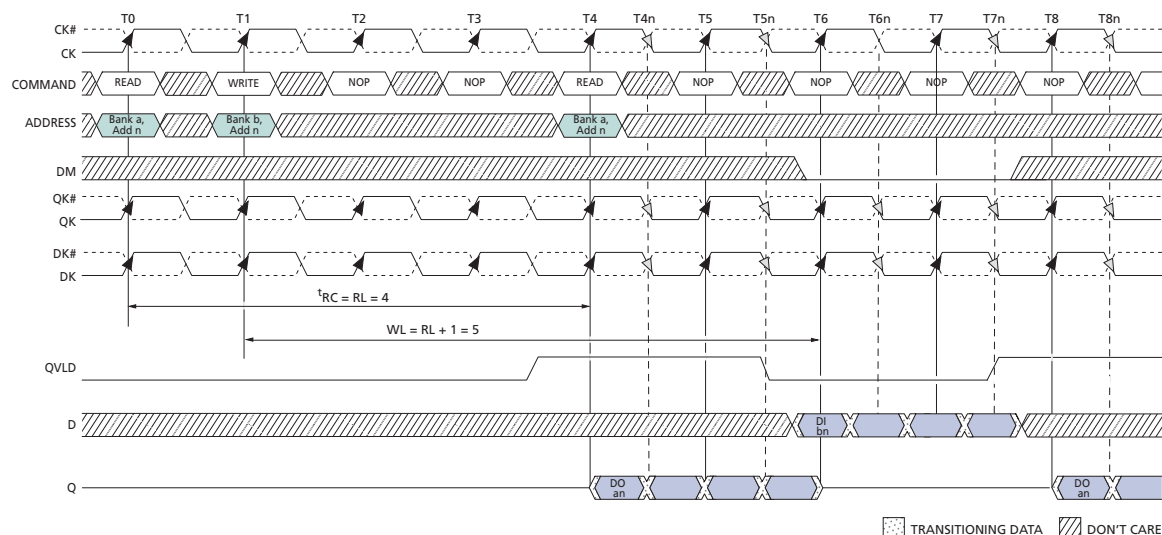 T0 T1 T2 T3 T4 T4n T5 T5n T6 T6n T7 T7n T8 T8n
CK#
CK
COMMAND READ WRITE NOP NOP READ NOP NOP NOP NOP
ADDRESS Bank a, Add n Bank b, Add n Bank a, Add n
DM
QK#
QK
DK#
DK
tRC = RL = 4
WL = RL + 1 = 5
QVLD
D DI bn
Q DO an DO an
TRANSITIONING DATA DON'T CARE